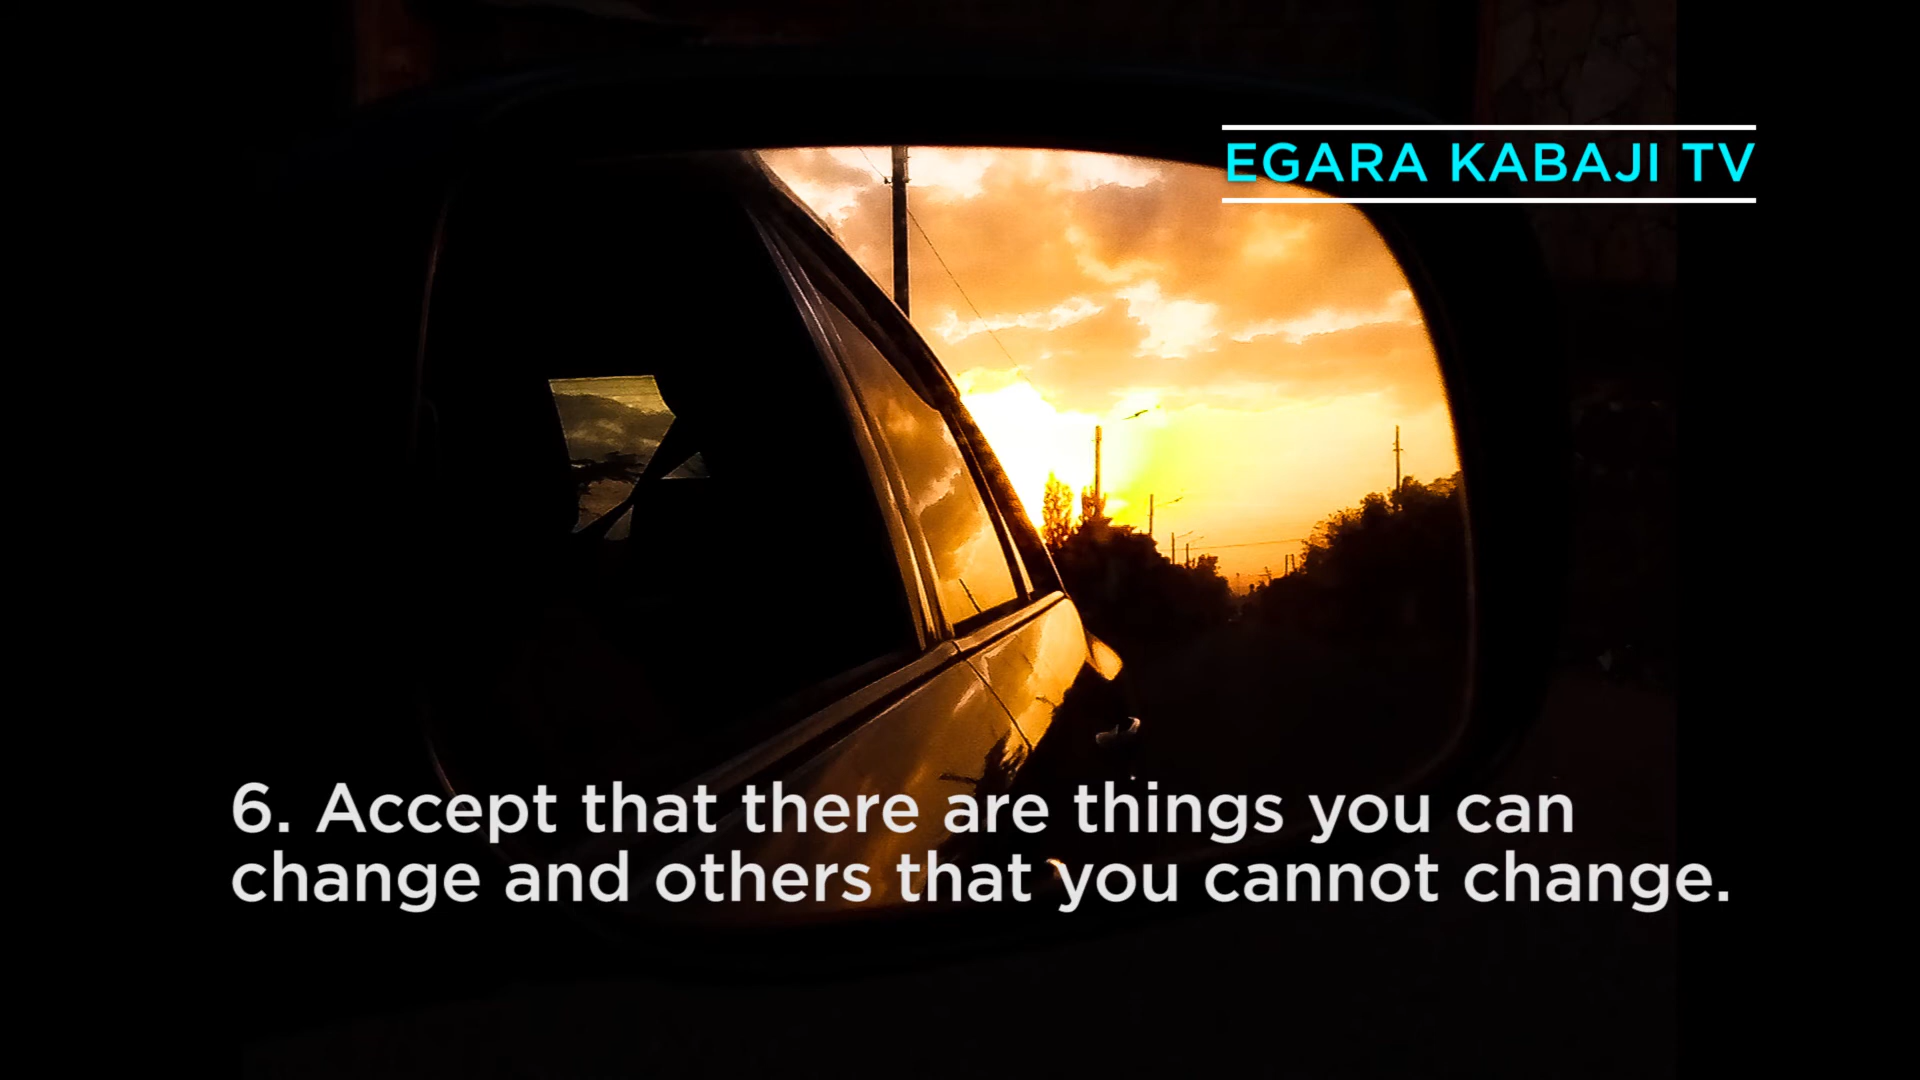 EGARA KABAJI TV
6. Accept that there are things you can
change and others that you cannot change.